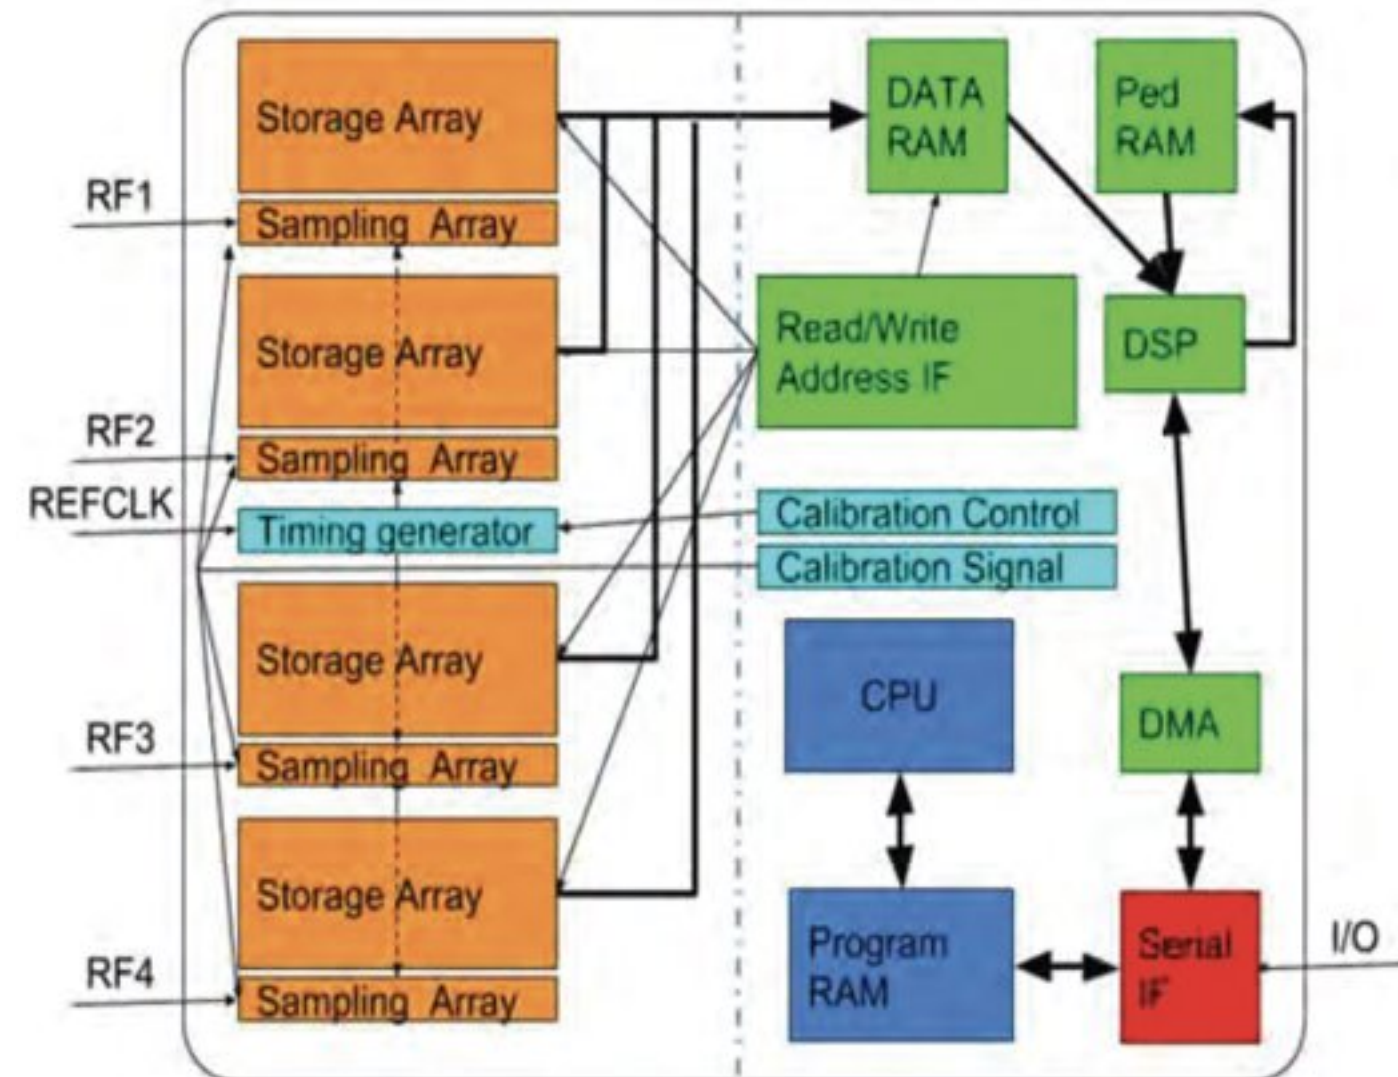 Storage Array
RF1
Sampling Array
Storage Array
RF2
Sampling Array
REFCLK
Timing generator
Storage Array
RF3
Sampling Array
Storage Array
RF4
Sampling Array
DATA
RAM
Ped
RAM
Read/Write
Address IF
DSP
Calibration Control
Calibration Signal
CPU
DMA
Program
RAM
Serial
IF
I/O